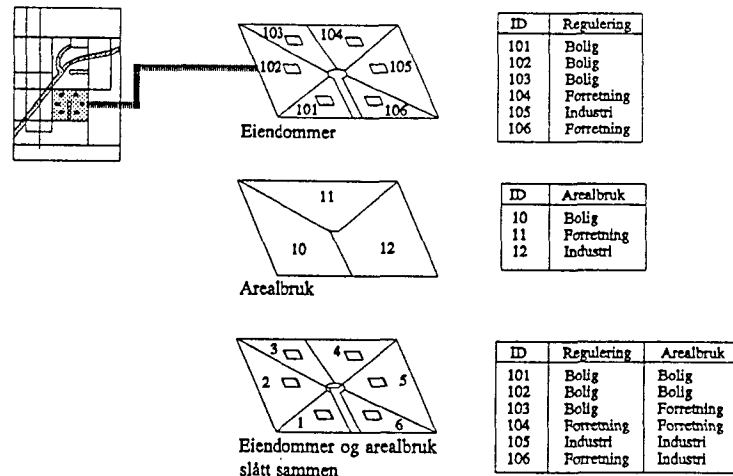 103
104
102
105
101
106
Eiendommer
ID Regulering
101 Bolig
102 Bolig
103 Bolig
104 Forretning
105 Industri
106 Forretning
11
10
12
Arealbruk
ID Arealbruk
10 Bolig
11 Forretning
12 Industri
3
4
2
5
1
6
Eiendommer og arealbruk
slått sammen
ID Regulering Arealbruk
101 Bolig Bolig
102 Bolig Bolig
103 Bolig Forretning
104 Forretning Forretning
105 Industri Industri
106 Forretning Industri